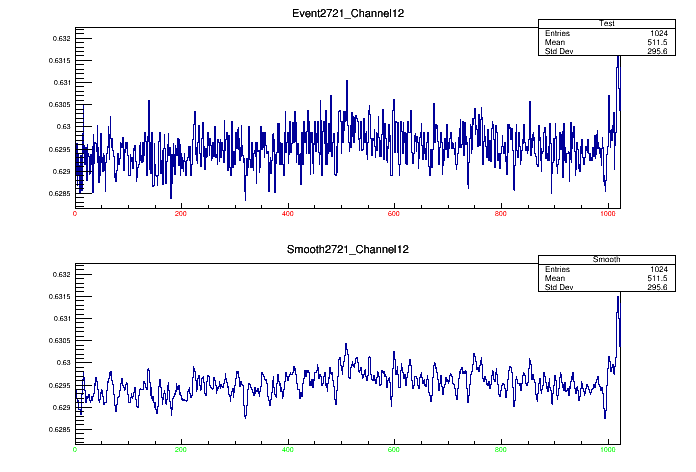 Event2721_Channel12
Test
Entries 1024
Mean 511.5
Std Dev 295.6
0.632
0.6315
0.631
0.6305
0.63
0.6295
0.629
0.6285
0 200 400 600 800 1000
Smooth2721_Channel12
Smooth
Entries 1024
Mean 511.5
Std Dev 295.6
0.632
0.6315
0.631
0.6305
0.63
0.6295
0.629
0.6285
0 200 400 600 800 1000